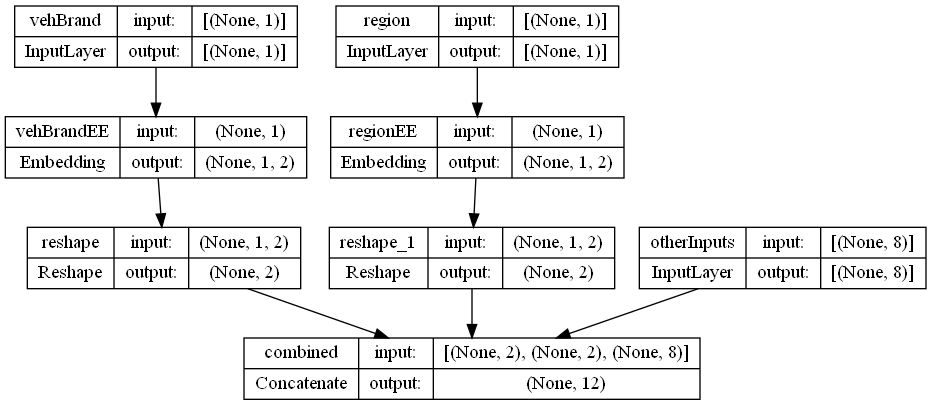 vehBrand input: [(None, 1)]
InputLayer output: [(None, 1)]
region input: [(None, 1)]
InputLayer output: [(None, 1)]
vehBrandEE input: (None, 1)
Embedding output: (None, 1, 2)
regionEE input: (None, 1)
Embedding output: (None, 1, 2)
reshape input: (None, 1, 2)
Reshape output: (None, 2)
reshape_1 input: (None, 1, 2)
Reshape output: (None, 2)
otherInputs input: [(None, 8)]
InputLayer output: [(None, 8)]
combined input: [(None, 2), (None, 2), (None, 8)]
Concatenate output: (None, 12)